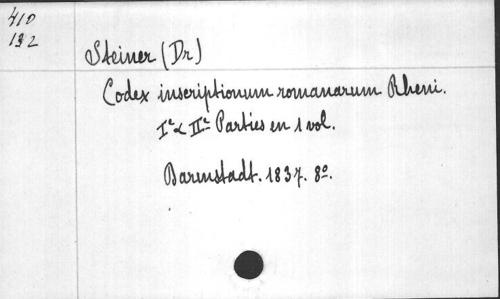 410
132
Steiner (Dr)
Codex inscriptionum romanarum Rheni.
Iᵉ & IIᵉ Parties en 1 vol.
Darmstadt. 1837. 8º.